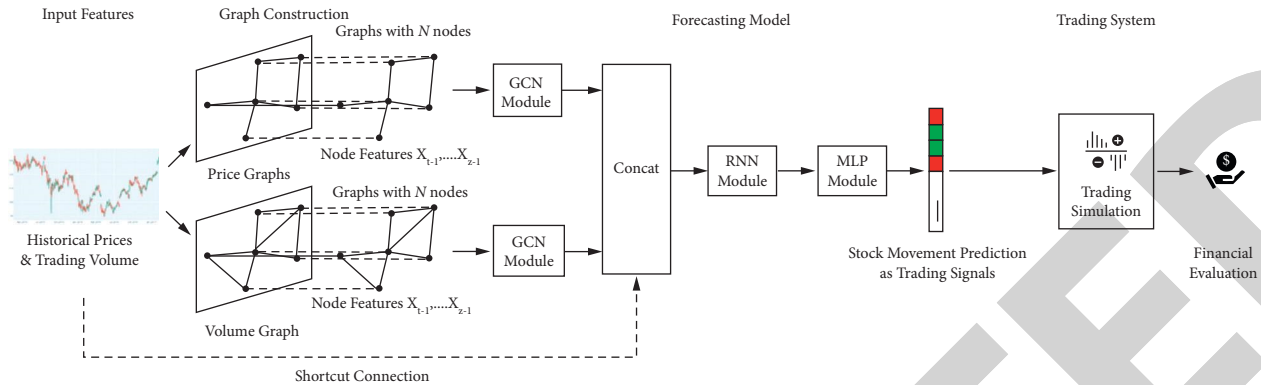 Input Features
Graph Construction
Forecasting Model
Trading System
Graphs with N nodes
Node Features X_{t-1},....X_{z-1}
Price Graphs
GCN
Module
Historical Prices
& Trading Volume
Graphs with N nodes
Node Features X_{t-1},....X_{z-1}
Volume Graph
GCN
Module
Concat
RNN
Module
MLP
Module
Stock Movement Prediction
as Trading Signals
Trading
Simulation
$
Financial
Evaluation
Shortcut Connection